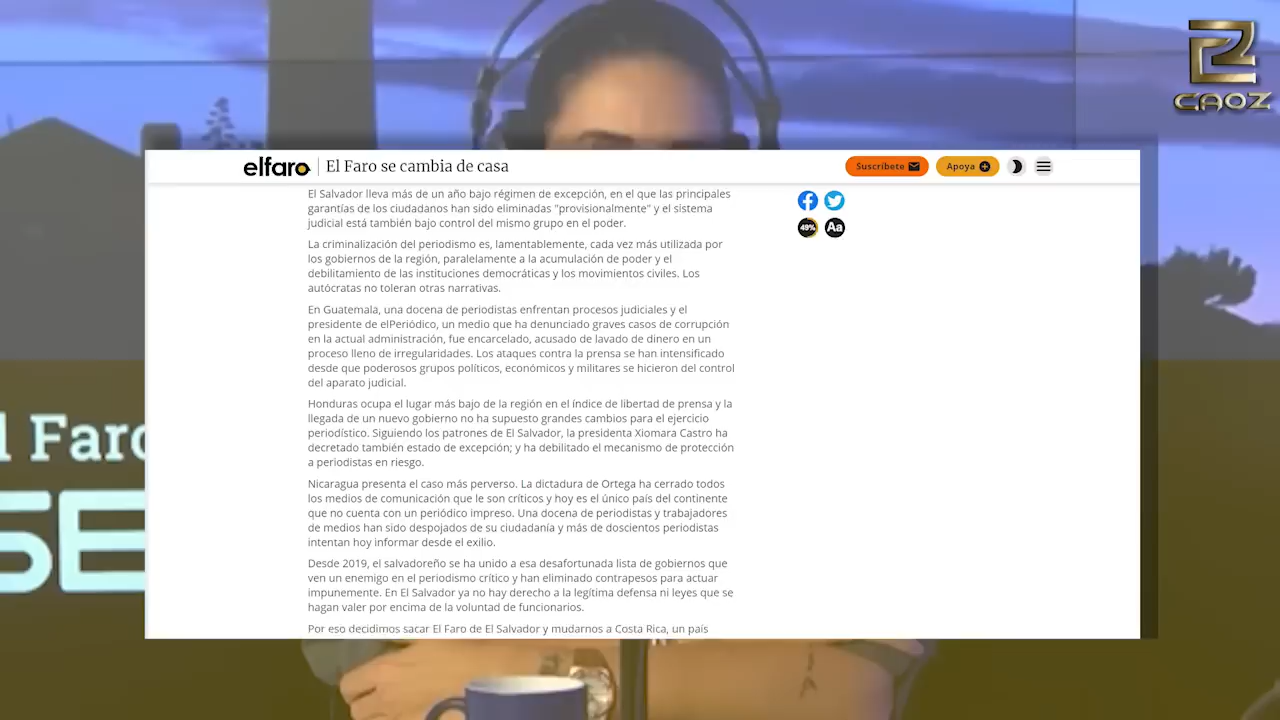 CAOZ
elfaro
El Faro se cambia de casa
Suscríbete
Apoya
El Salvador lleva más de un año bajo régimen de excepción, en el que las principales
garantías de los ciudadanos han sido eliminadas "provisionalmente" y el sistema
judicial está también bajo control del mismo grupo en el poder.
49%
Aa
La criminalización del periodismo es, lamentablemente, cada vez más utilizada por
los gobiernos de la región, paralelamente a la acumulación de poder y el
debilitamiento de las instituciones democráticas y los movimientos civiles. Los
autócratas no toleran otras narrativas.
En Guatemala, una docena de periodistas enfrentan procesos judiciales y el
presidente de elPeriódico, un medio que ha denunciado graves casos de corrupción
en la actual administración, fue encarcelado, acusado de lavado de dinero en un
proceso lleno de irregularidades. Los ataques contra la prensa se han intensificado
desde que poderosos grupos políticos, económicos y militares se hicieron del control
del aparato judicial.
Honduras ocupa el lugar más bajo de la región en el índice de libertad de prensa y la
llegada de un nuevo gobierno no ha supuesto grandes cambios para el ejercicio
periodístico. Siguiendo los patrones de El Salvador, la presidenta Xiomara Castro ha
decretado también estado de excepción; y ha debilitado el mecanismo de protección
a periodistas en riesgo.
Nicaragua presenta el caso más perverso. La dictadura de Ortega ha cerrado todos
los medios de comunicación que le son críticos y hoy es el único país del continente
que no cuenta con un periódico impreso. Una docena de periodistas y trabajadores
de medios han sido despojados de su ciudadanía y más de doscientos periodistas
intentan hoy informar desde el exilio.
Desde 2019, el salvadoreño se ha unido a esa desafortunada lista de gobiernos que
ven un enemigo en el periodismo crítico y han eliminado contrapesos para actuar
impunemente. En El Salvador ya no hay derecho a la legítima defensa ni leyes que se
hagan valer por encima de la voluntad de funcionarios.
Por eso decidimos sacar El Faro de El Salvador y mudarnos a Costa Rica, un país
l Faro
SE